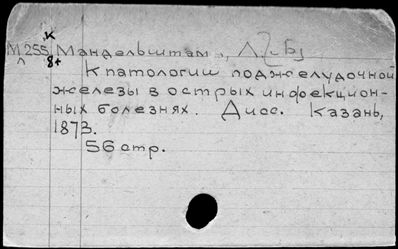 К
М 255 Мандельштам, Л.
л 8+
К патологии поджелудочной
железы в острых инфекцион-
ных болезнях. Дисс. Казань,
1873.
56 стр.